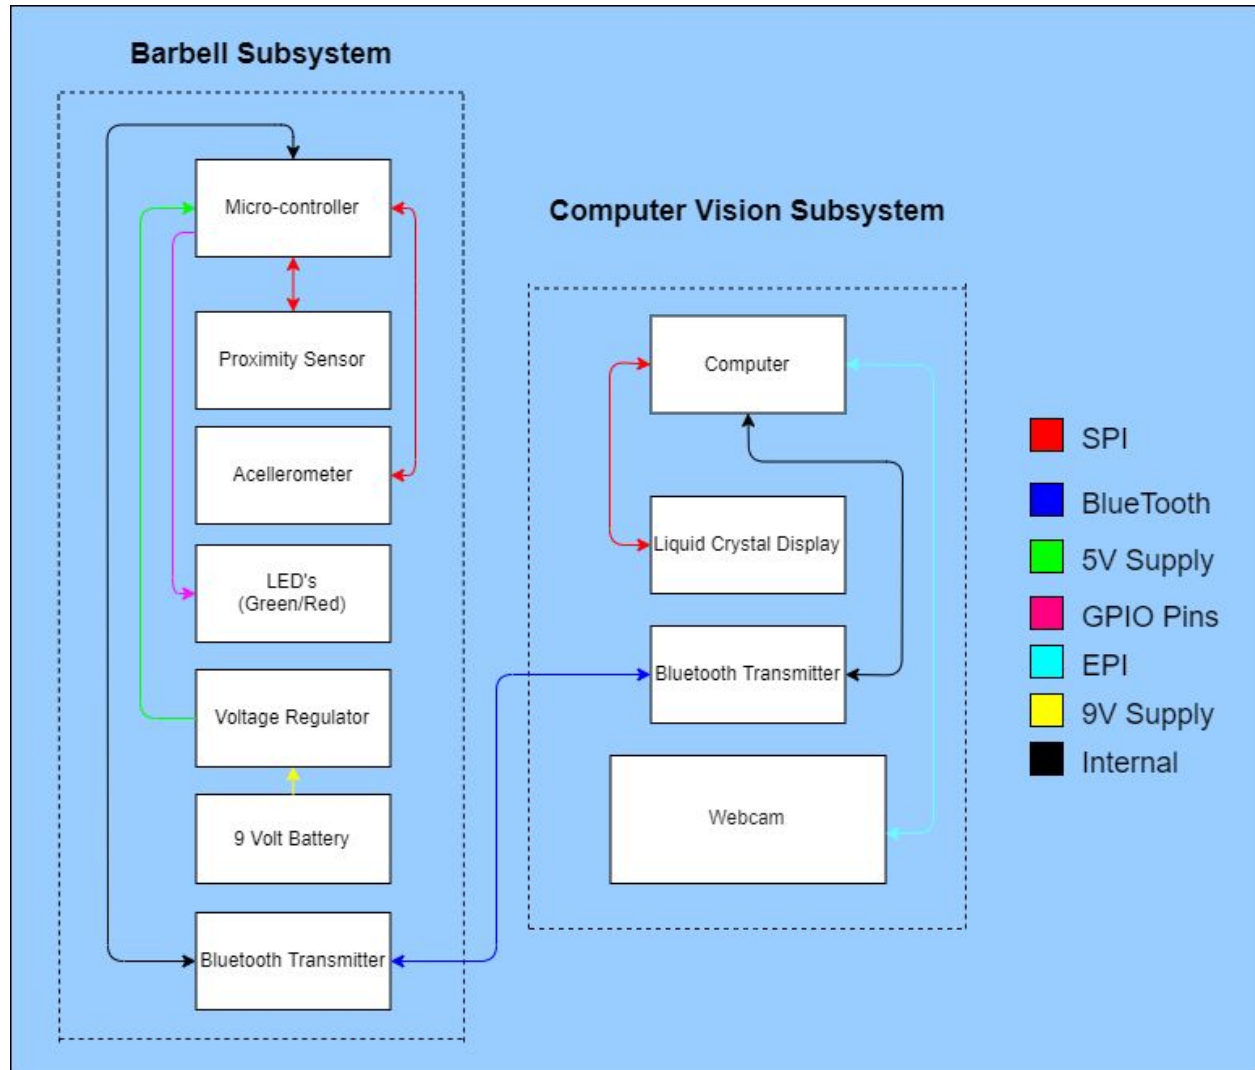 Barbell Subsystem
Micro-controller
Proximity Sensor
Acellerometer
LED's
(Green/Red)
Voltage Regulator
9 Volt Battery
Bluetooth Transmitter
Computer Vision Subsystem
Computer
Liquid Crystal Display
Bluetooth Transmitter
Webcam
SPI
BlueTooth
5V Supply
GPIO Pins
EPI
9V Supply
Internal